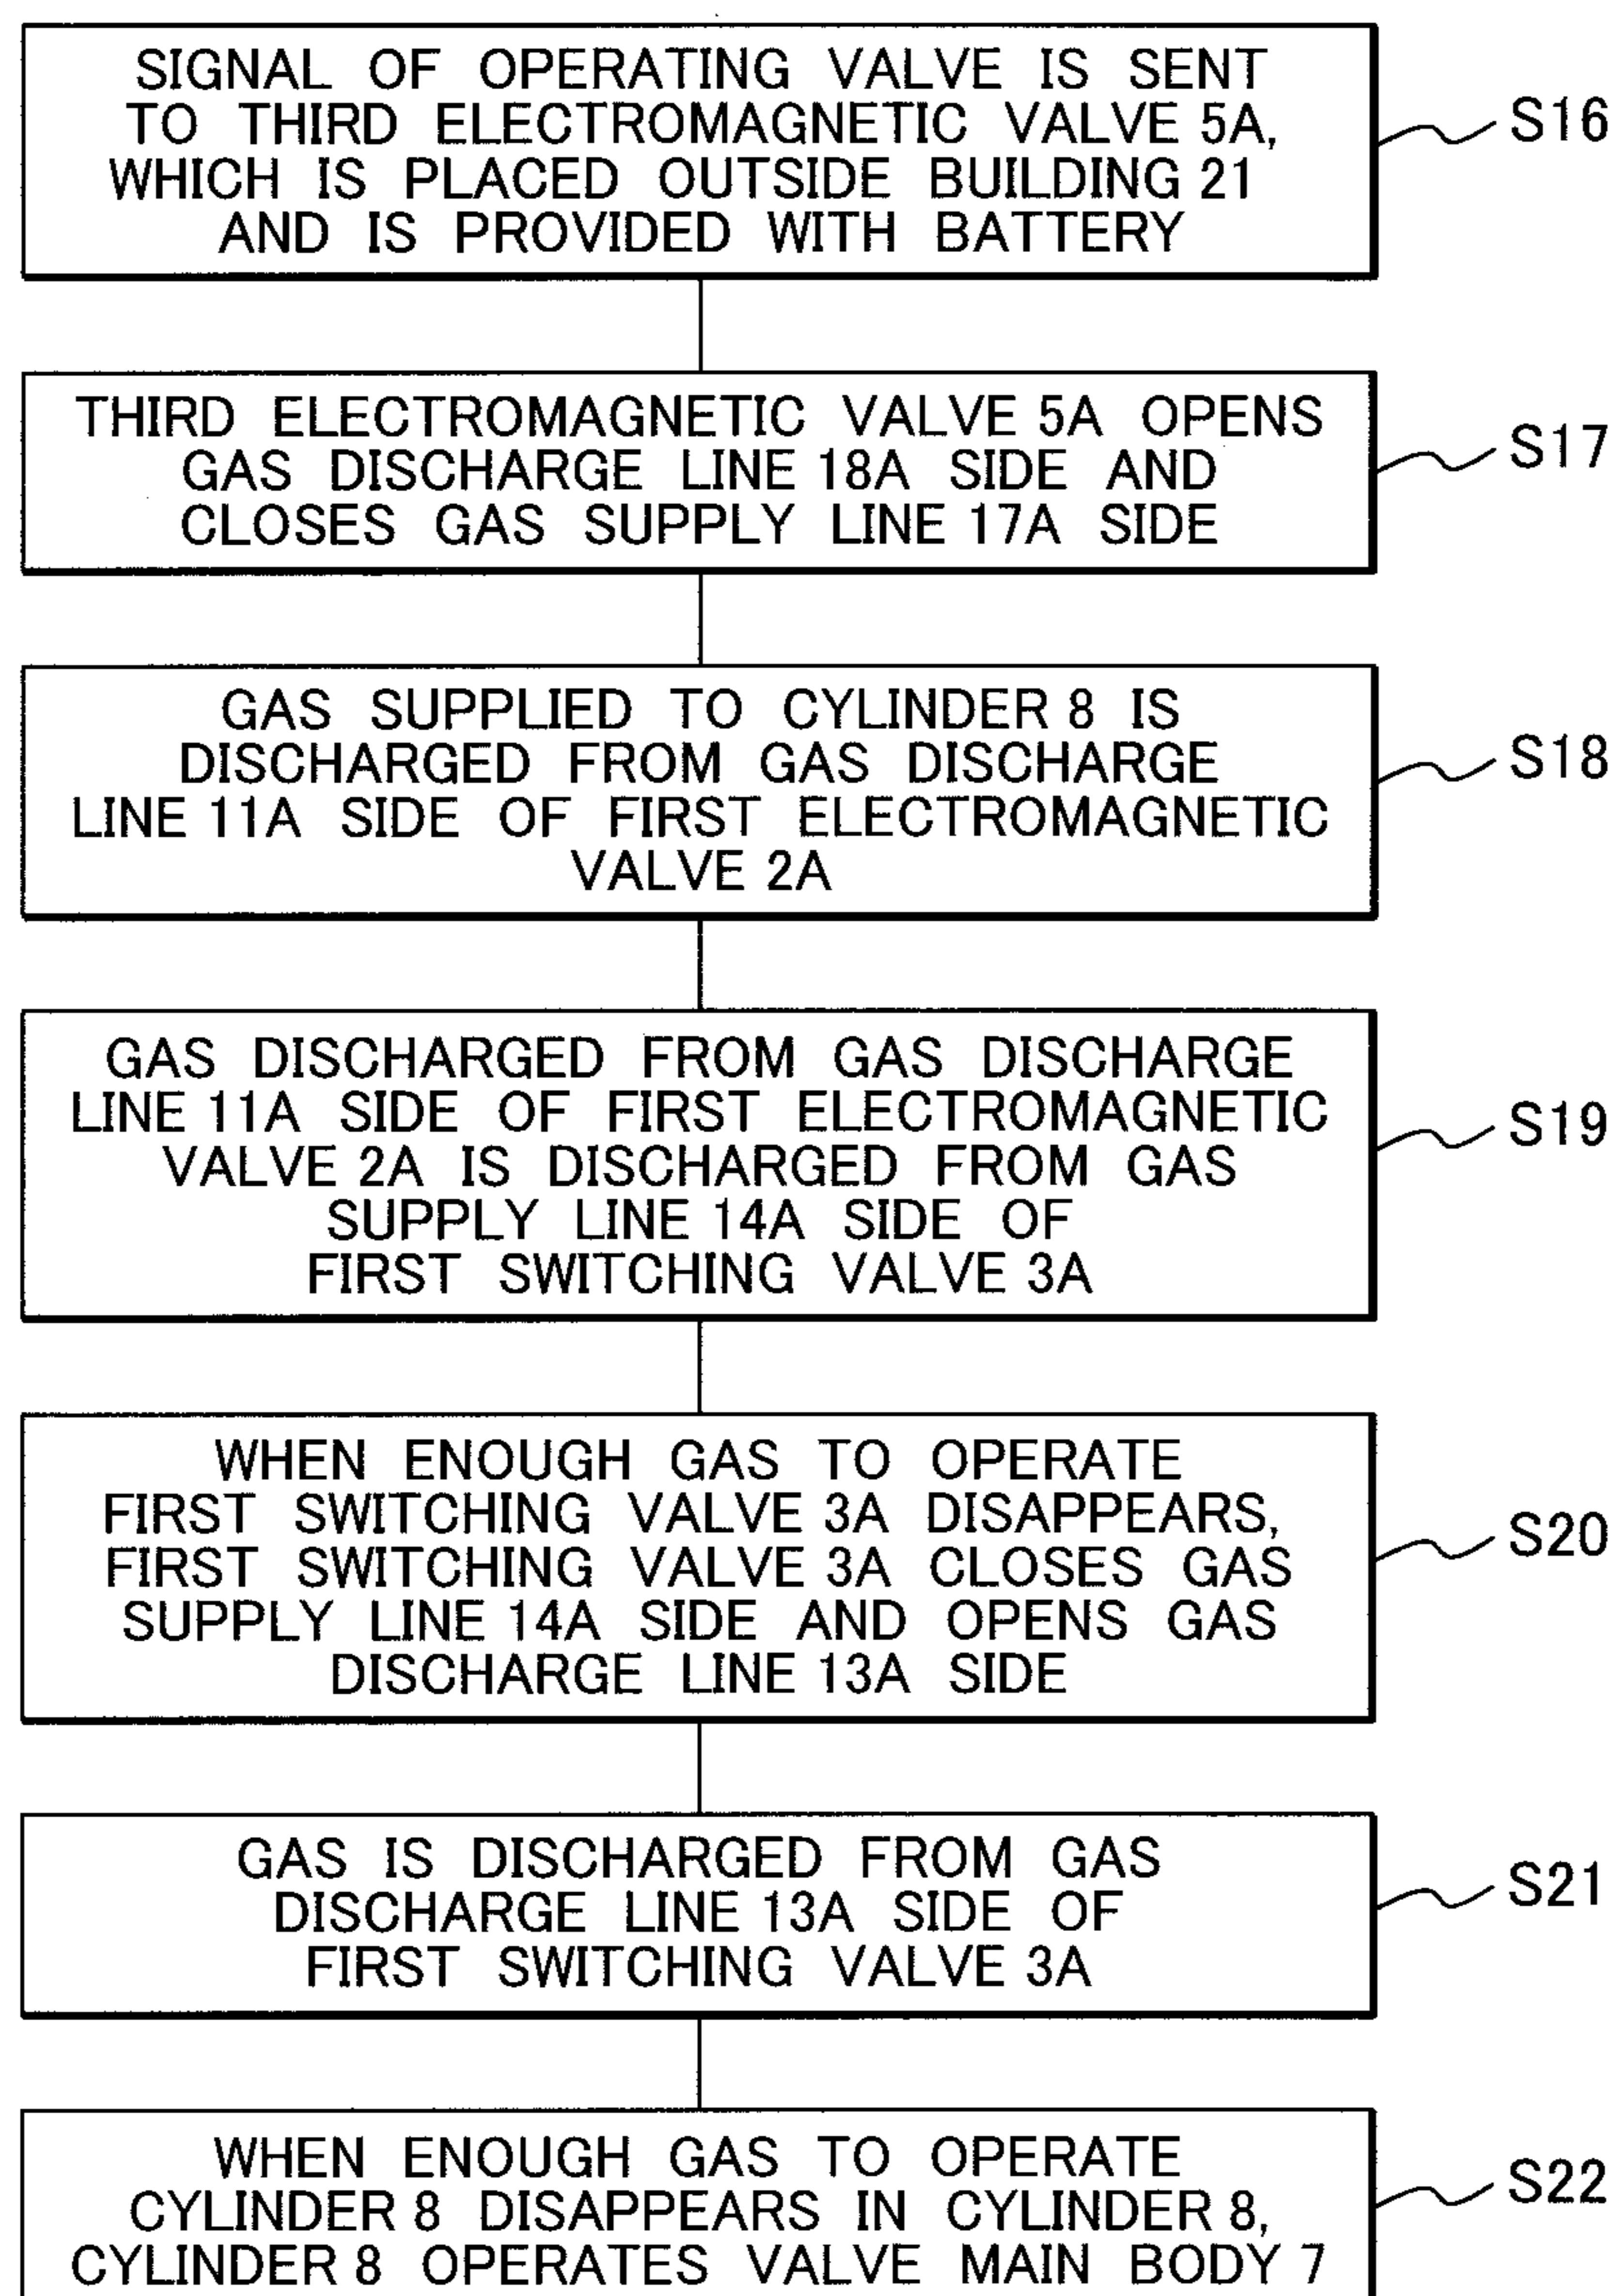 SIGNAL OF OPERATING VALVE IS SENT
TO THIRD ELECTROMAGNETIC VALVE 5A,
WHICH IS PLACED OUTSIDE BUILDING 21
AND IS PROVIDED WITH BATTERY
S16
THIRD ELECTROMAGNETIC VALVE 5A OPENS
GAS DISCHARGE LINE 18A SIDE AND
CLOSES GAS SUPPLY LINE 17A SIDE
S17
GAS SUPPLIED TO CYLINDER 8 IS
DISCHARGED FROM GAS DISCHARGE
LINE 11A SIDE OF FIRST ELECTROMAGNETIC
VALVE 2A
S18
GAS DISCHARGED FROM GAS DISCHARGE
LINE 11A SIDE OF FIRST ELECTROMAGNETIC
VALVE 2A IS DISCHARGED FROM GAS
SUPPLY LINE 14A SIDE OF
FIRST SWITCHING VALVE 3A
S19
WHEN ENOUGH GAS TO OPERATE
FIRST SWITCHING VALVE 3A DISAPPEARS,
FIRST SWITCHING VALVE 3A CLOSES GAS
SUPPLY LINE 14A SIDE AND OPENS GAS
DISCHARGE LINE 13A SIDE
S20
GAS IS DISCHARGED FROM GAS
DISCHARGE LINE 13A SIDE OF
FIRST SWITCHING VALVE 3A
S21
WHEN ENOUGH GAS TO OPERATE
CYLINDER 8 DISAPPEARS IN CYLINDER 8,
CYLINDER 8 OPERATES VALVE MAIN BODY 7
S22